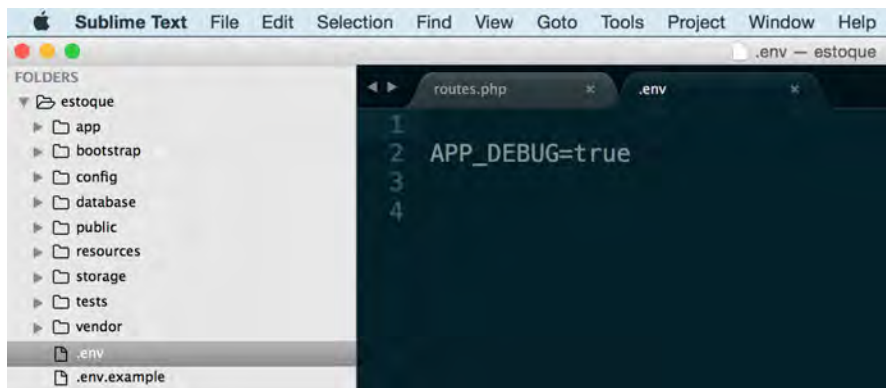 Sublime Text File Edit Selection Find View Goto Tools Project Window Help
.env — estoque
FOLDERS
estoque
app
bootstrap
config
database
public
resources
storage
tests
vendor
.env
.env.example
routes.php .env
1
2 APP_DEBUG=true
3
4